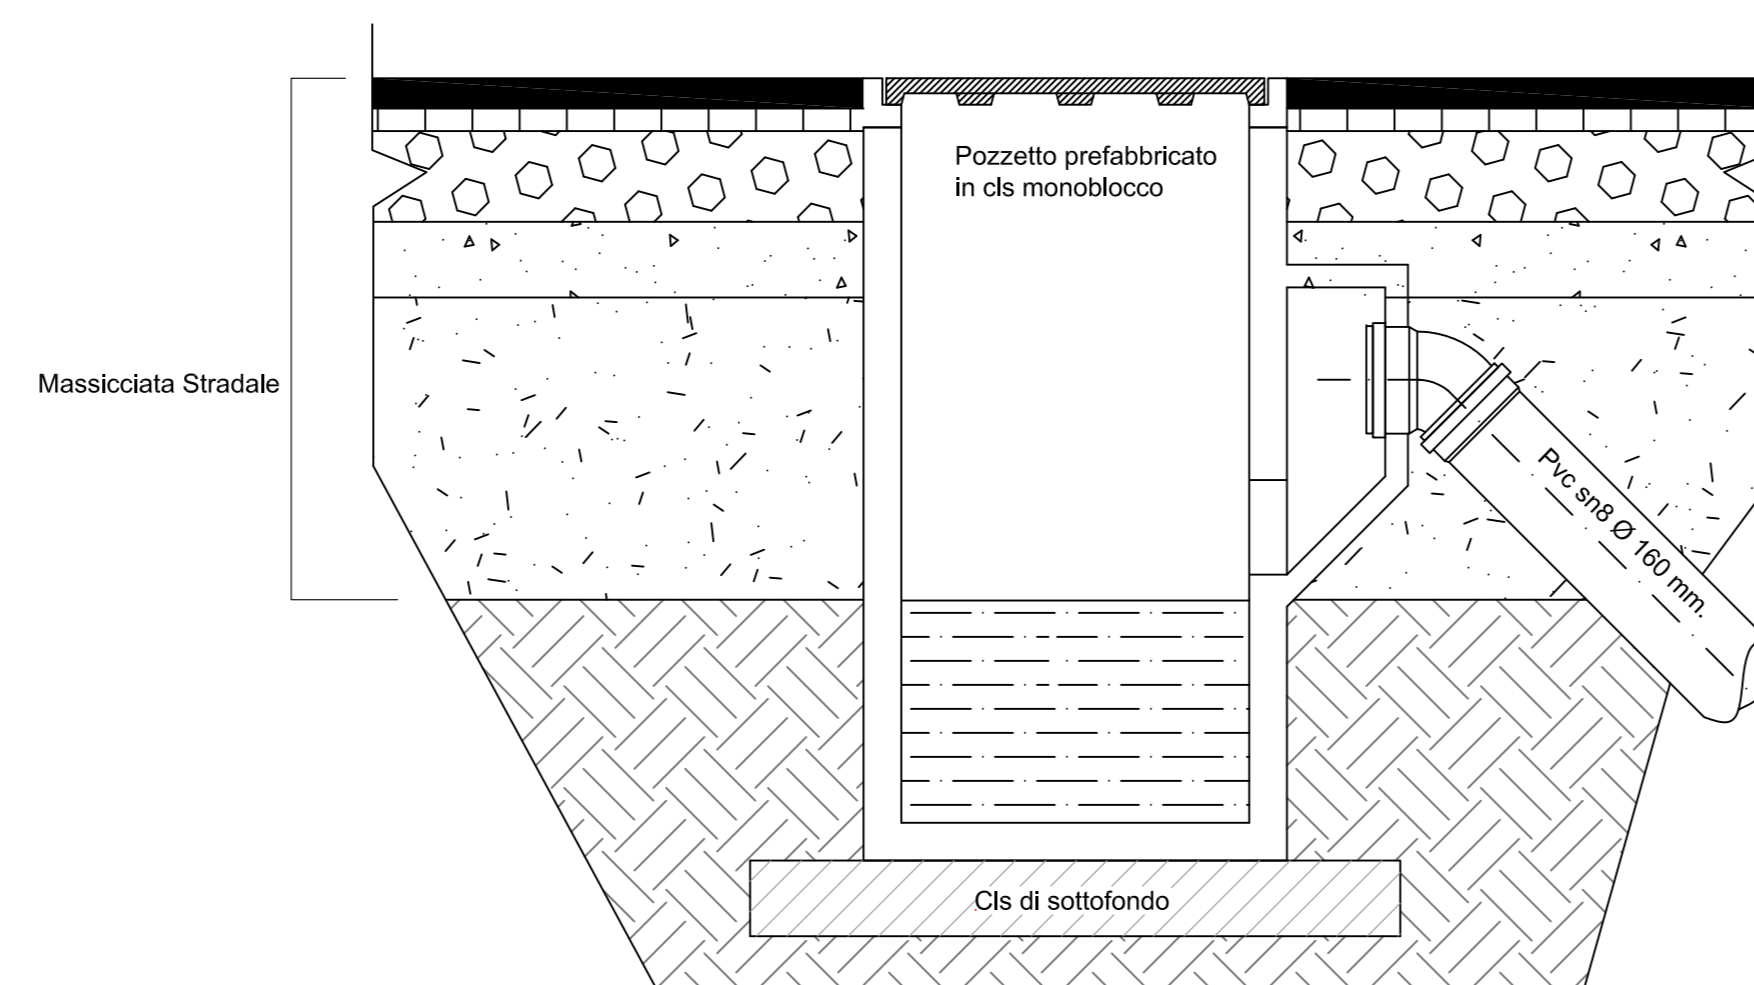 Pozzetto prefabbricato
in cls monoblocco
Massicciata Stradale
Pvc sn8 Ø 160 mm.
Cls di sottofondo